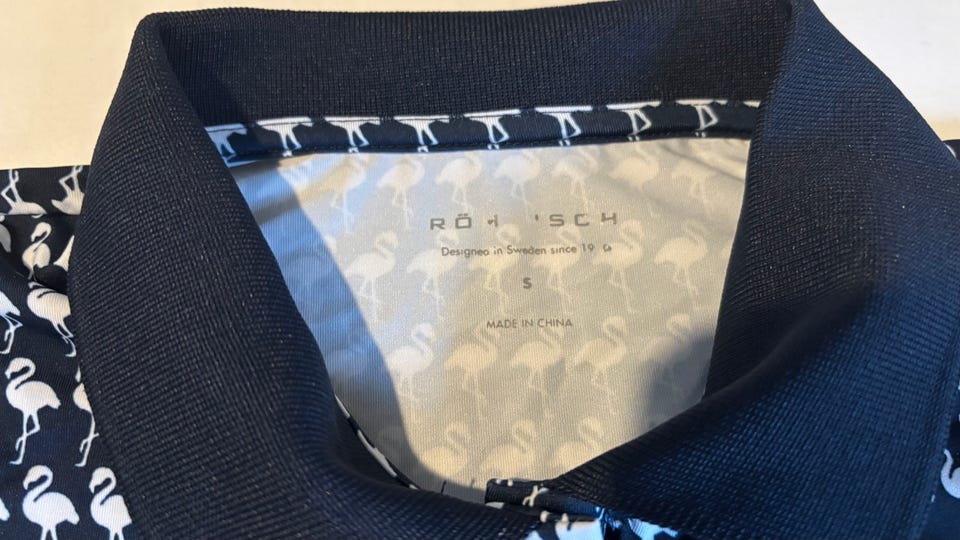 Designed in Sweden since
S
MADE IN CHINA